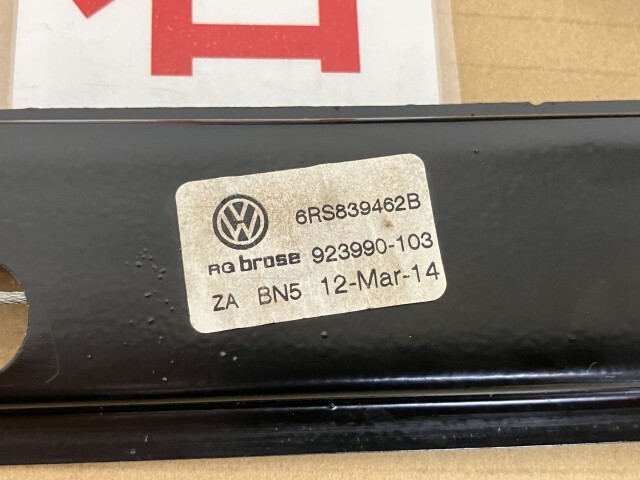 6RS839462B
RG brose 923990-103
ZA BN5 12-Mar-14